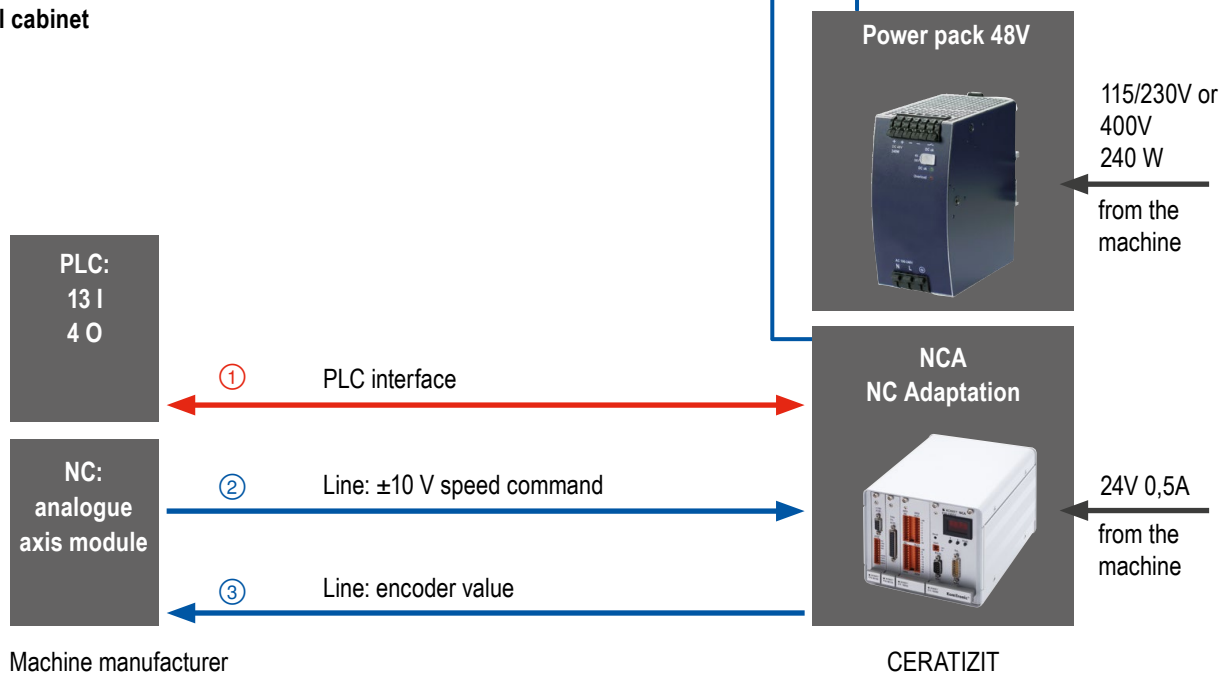 l cabinet
Power pack 48V
115/230V or
400V
240 W
from the
machine
PLC:
13 I
4 O
① PLC interface
NCA
NC Adaptation
NC:
analogue
axis module
② Line: ±10 V speed command
③ Line: encoder value
24V 0,5A
from the
machine
Machine manufacturer
CERATIZIT